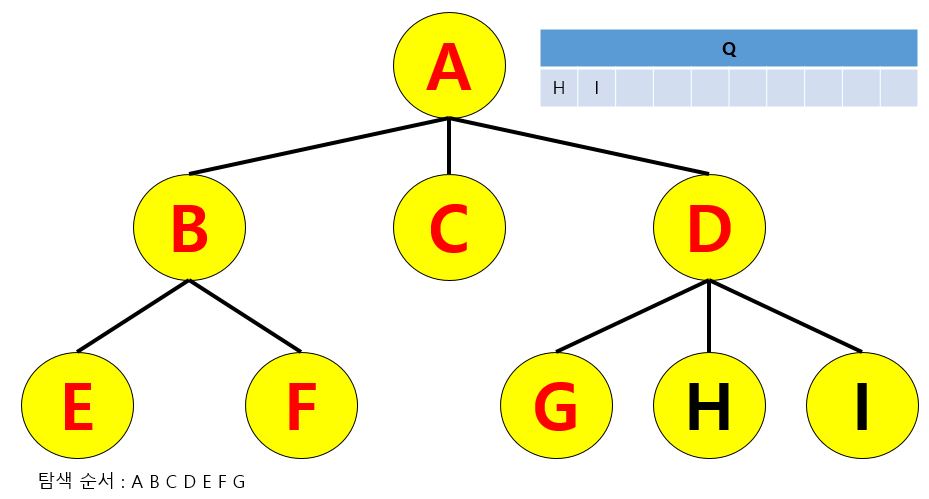 A
Q
H I
B C D
E F G H I
탐색 순서 : A B C D E F G